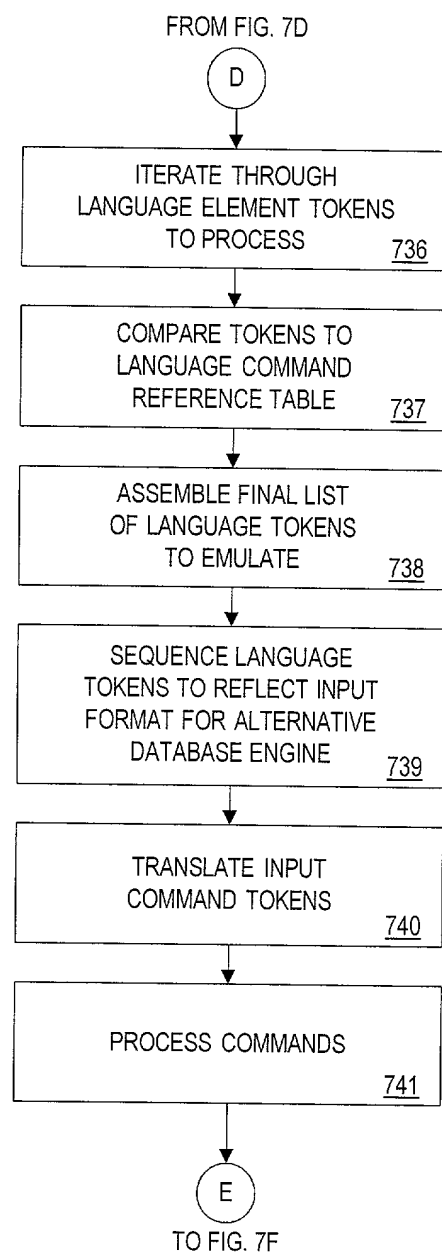 FROM FIG. 7D
D
ITERATE THROUGH
LANGUAGE ELEMENT TOKENS
TO PROCESS
736
COMPARE TOKENS TO
LANGUAGE COMMAND
REFERENCE TABLE
737
ASSEMBLE FINAL LIST
OF LANGUAGE TOKENS
TO EMULATE
738
SEQUENCE LANGUAGE
TOKENS TO REFLECT INPUT
FORMAT FOR ALTERNATIVE
DATABASE ENGINE
739
TRANSLATE INPUT
COMMAND TOKENS
740
PROCESS COMMANDS
741
E
TO FIG. 7F